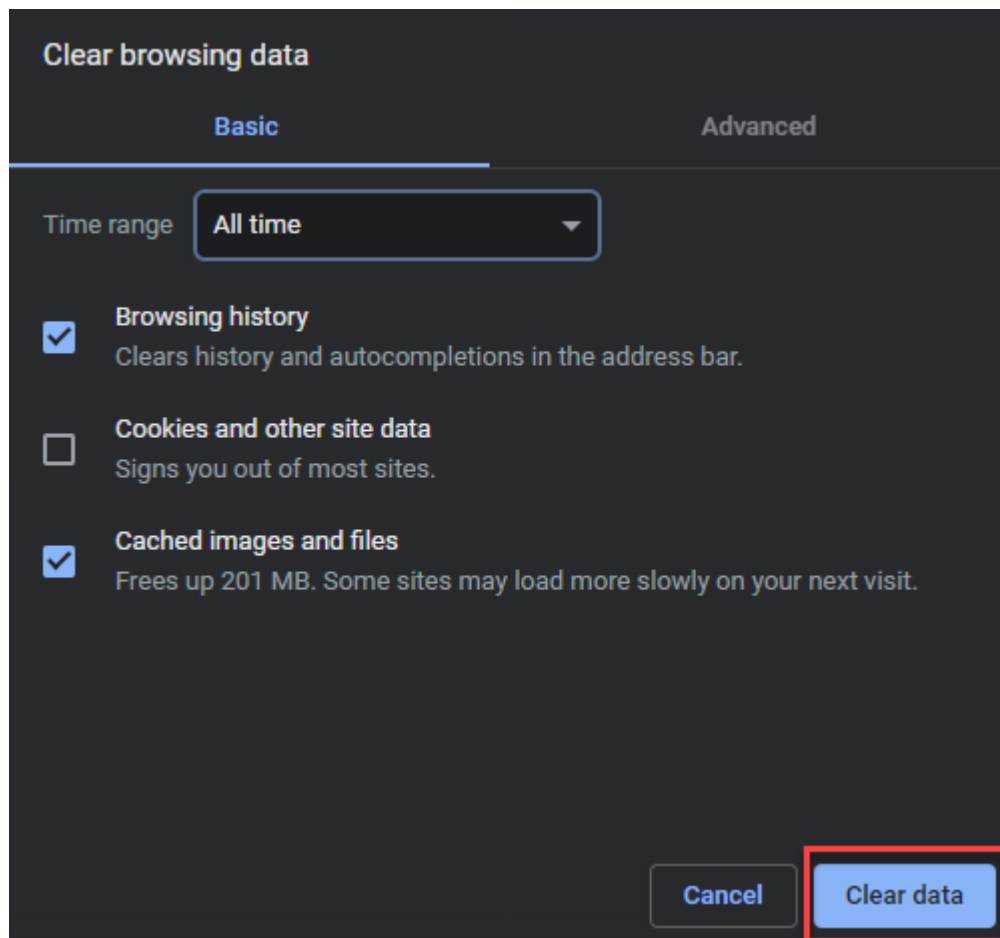 Clear browsing data
Basic
Advanced
Time range
All time
Browsing history
Clears history and autocompletions in the address bar.
Cookies and other site data
Signs you out of most sites.
Cached images and files
Frees up 201 MB. Some sites may load more slowly on your next visit.
Cancel
Clear data